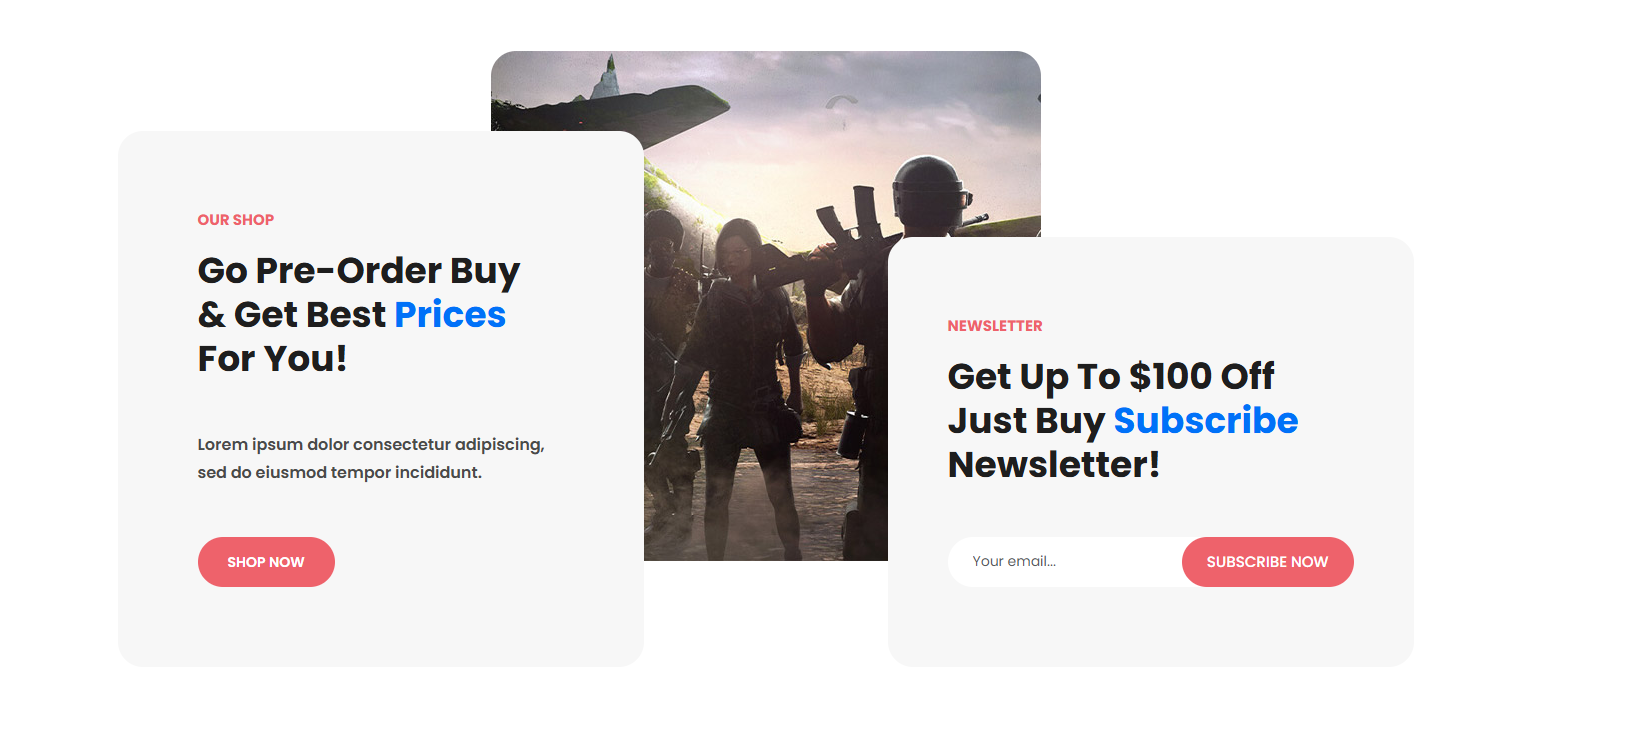 OUR SHOP
Go Pre-Order Buy
& Get Best Prices
For You!
Lorem ipsum dolor consectetur adipiscing,
sed do eiusmod tempor incididunt.
SHOP NOW
NEWSLETTER
Get Up To $100 Off
Just Buy Subscribe
Newsletter!
Your email...
SUBSCRIBE NOW